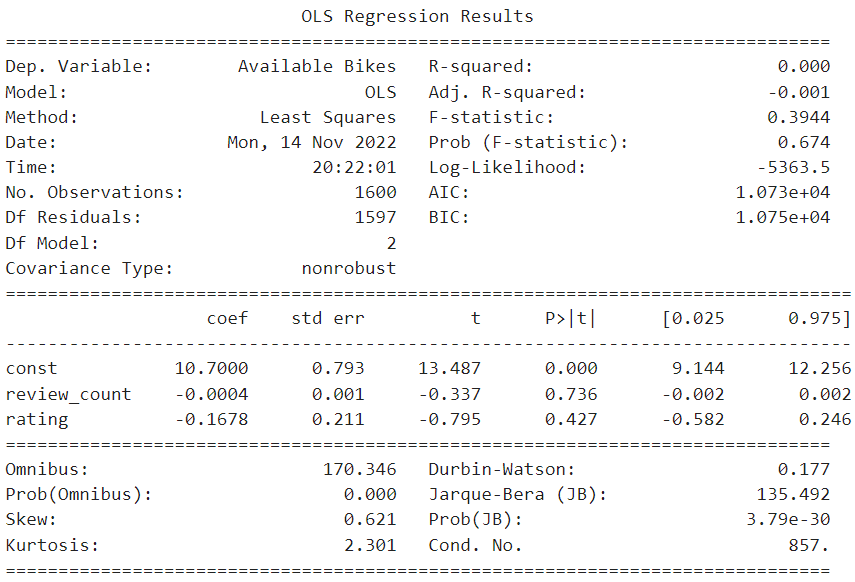 OLS Regression Results
==============================================================================
Dep. Variable: Available Bikes R-squared: 0.000
Model: OLS Adj. R-squared: -0.001
Method: Least Squares F-statistic: 0.3944
Date: Mon, 14 Nov 2022 Prob (F-statistic): 0.674
Time: 20:22:01 Log-Likelihood: -5363.5
No. Observations: 1600 AIC: 1.073e+04
Df Residuals: 1597 BIC: 1.075e+04
Df Model: 2
Covariance Type: nonrobust
================================================================================
coef std err t P>|t| [0.025 0.975]
--------------------------------------------------------------------------------
const 10.7000 0.793 13.487 0.000 9.144 12.256
review_count -0.0004 0.001 -0.337 0.736 -0.002 0.002
rating -0.1678 0.211 -0.795 0.427 -0.582 0.246
==============================================================================
Omnibus: 170.346 Durbin-Watson: 0.177
Prob(Omnibus): 0.000 Jarque-Bera (JB): 135.492
Skew: 0.621 Prob(JB): 3.79e-30
Kurtosis: 2.301 Cond. No. 857.
==============================================================================